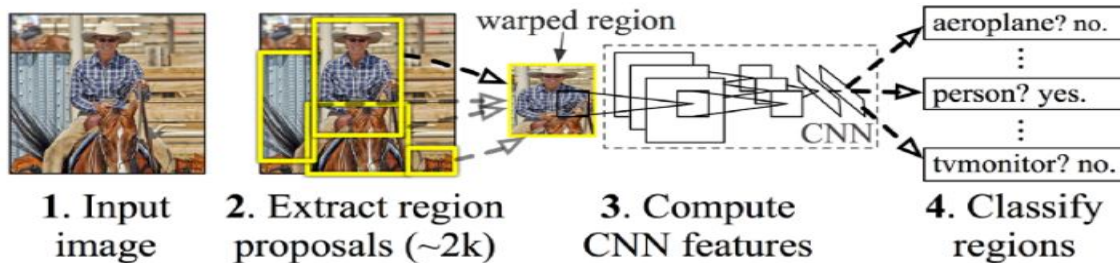 warped region
aeroplane? no.
person? yes.
tvmonitor? no.
CNN
1. Input
image
2. Extract region
proposals (~2k)
3. Compute
CNN features
4. Classify
regions